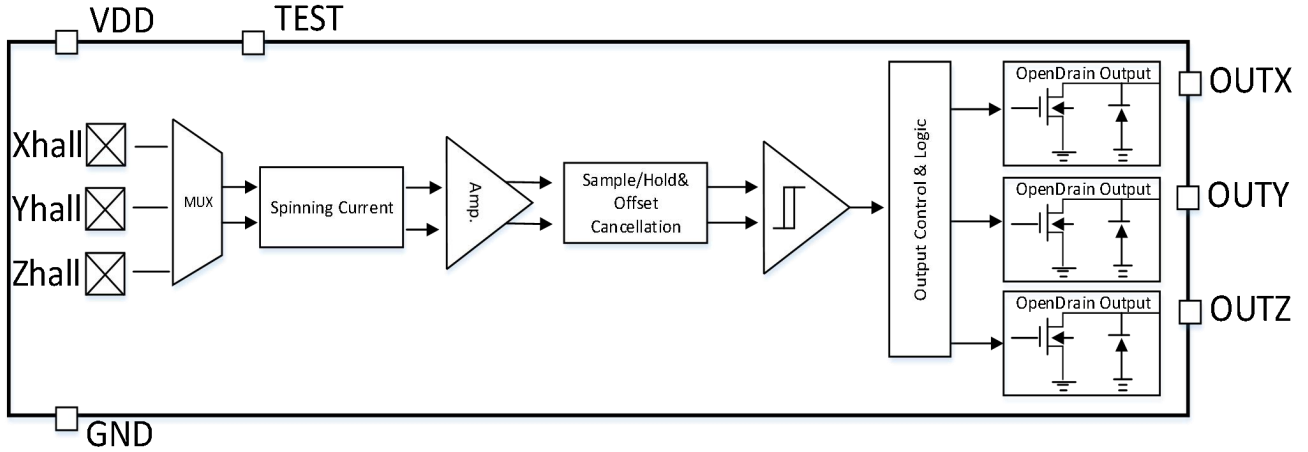 VDD
TEST
Xhall
Yhall
Zhall
MUX
Spinning Current
Amp.
Sample/Hold&
Offset
Cancellation
Output Control & Logic
OpenDrain Output
OpenDrain Output
OpenDrain Output
OUTX
OUTY
OUTZ
GND